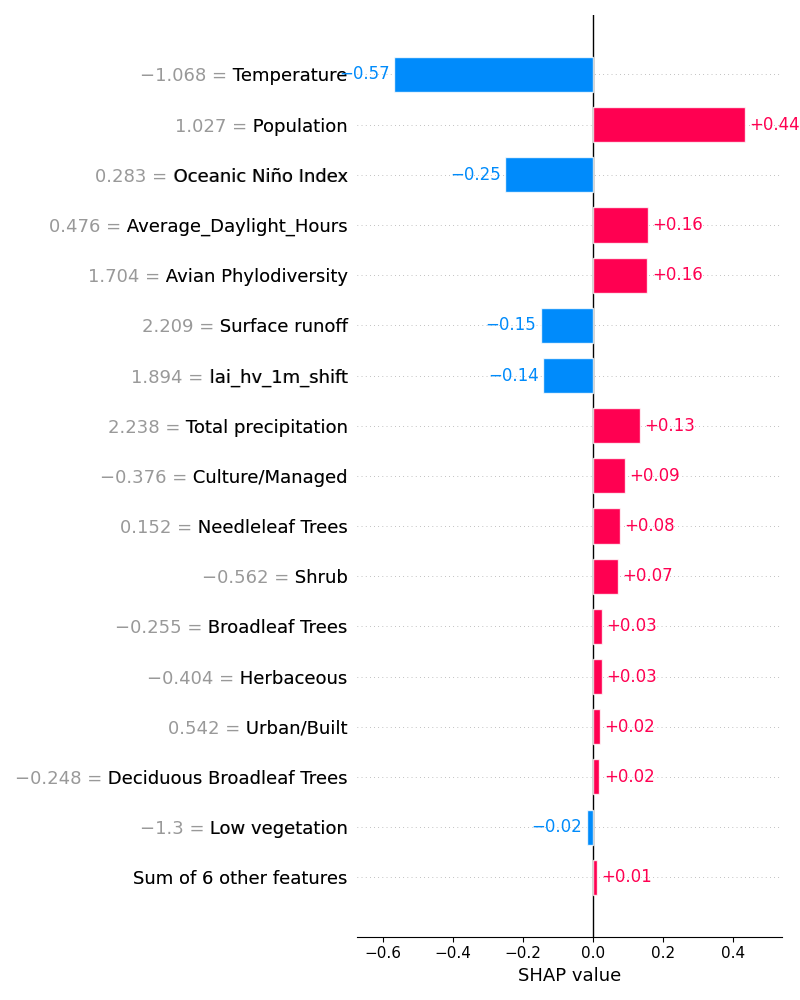 −1.068 = Temperature −0.57
1.027 = Population +0.44
0.283 = Oceanic Niño Index −0.25
0.476 = Average_Daylight_Hours +0.16
1.704 = Avian Phylodiversity +0.16
2.209 = Surface runoff −0.15
1.894 = lai_hv_1m_shift −0.14
2.238 = Total precipitation +0.13
−0.376 = Culture/Managed +0.09
0.152 = Needleleaf Trees +0.08
−0.562 = Shrub +0.07
−0.255 = Broadleaf Trees +0.03
−0.404 = Herbaceous +0.03
0.542 = Urban/Built +0.02
−0.248 = Deciduous Broadleaf Trees +0.02
−1.3 = Low vegetation −0.02
Sum of 6 other features +0.01
−0.6 −0.4 −0.2 0.0 0.2 0.4
SHAP value